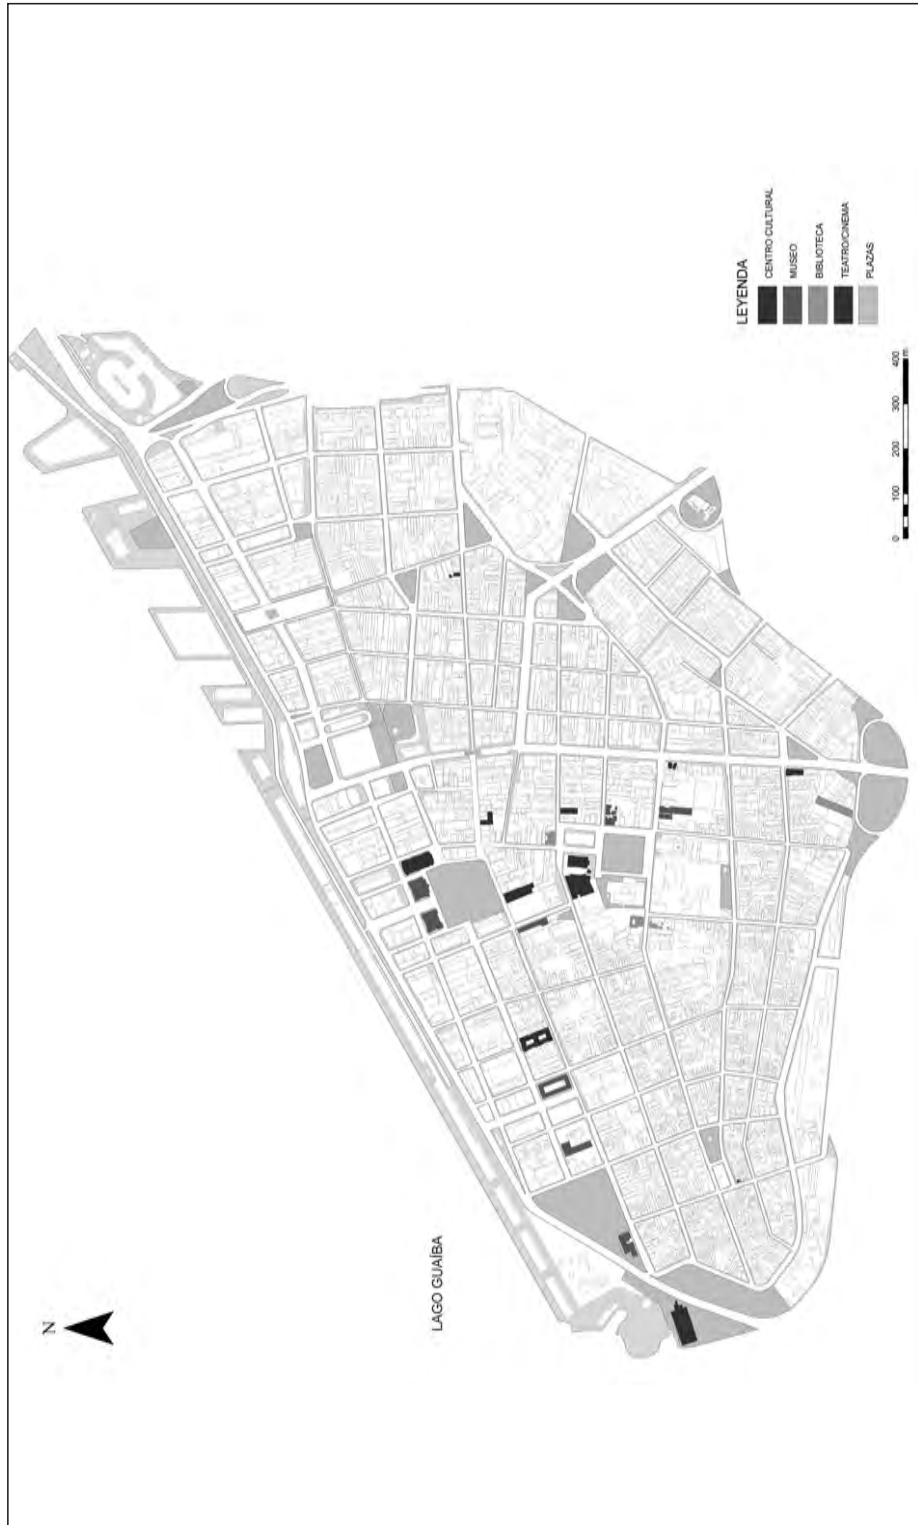 N
LAGO GUAÍBA
LEYENDA
CENTRO CULTURAL
MUSEO
BIBLIOTECA
TEATRO/CINEMA
PLAZAS
0 100 200 300 400 m